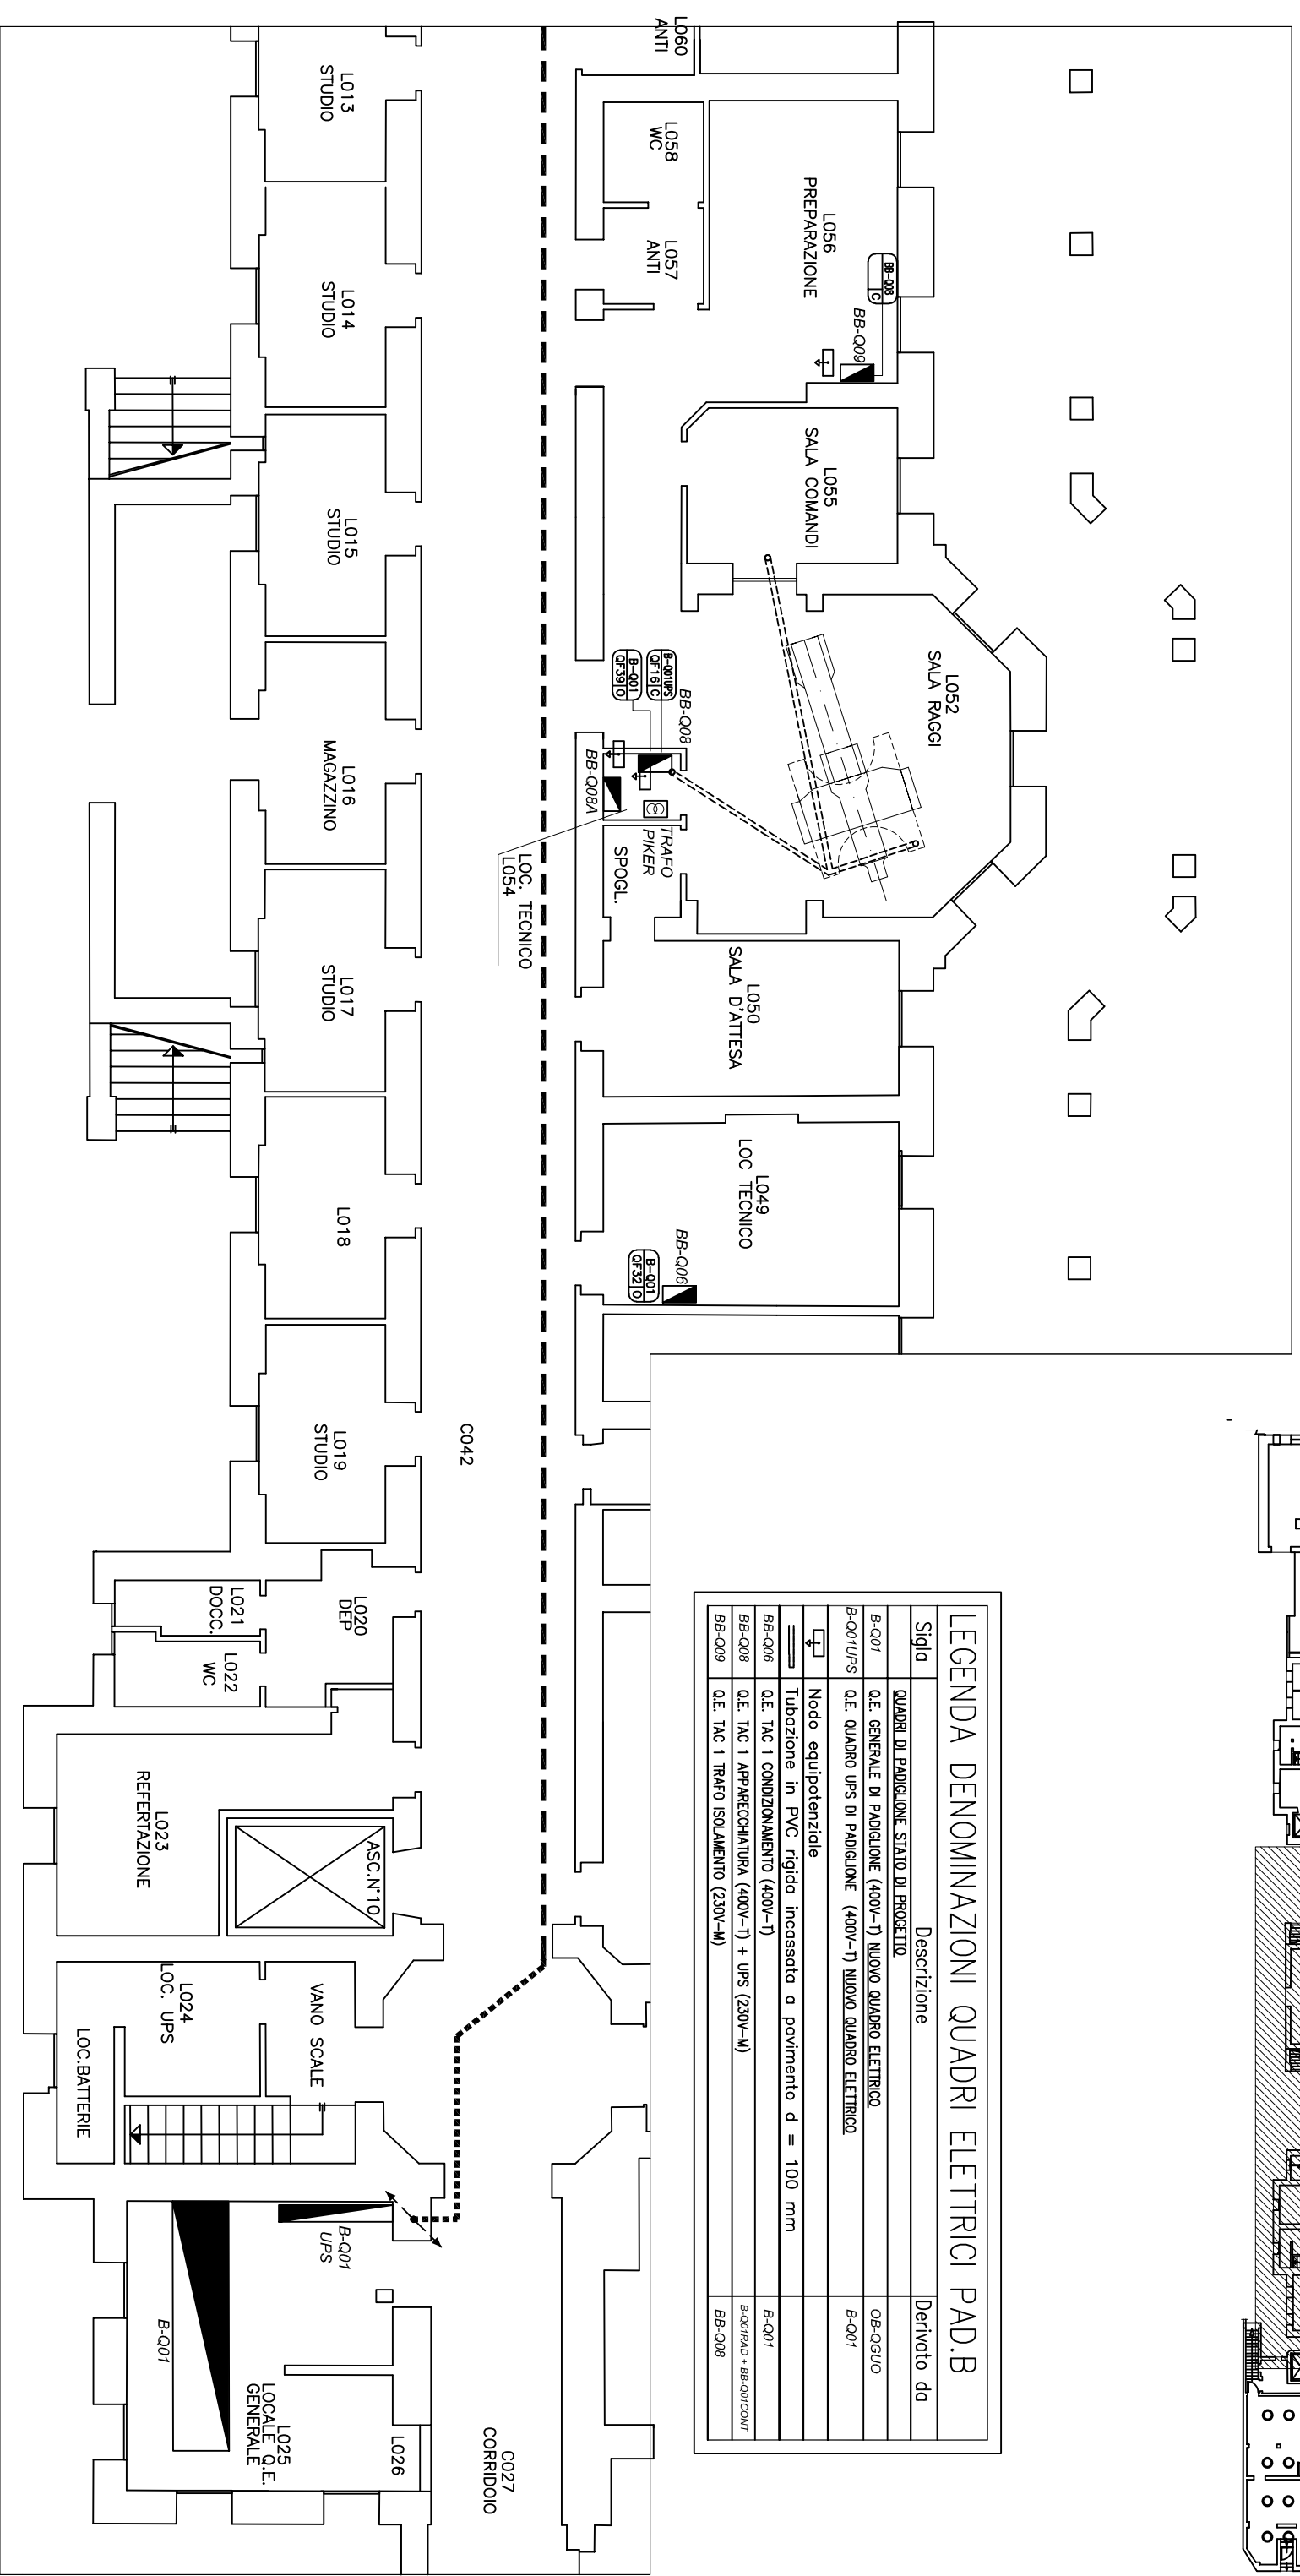 L060
ANTI
L058
WC
L057
ANTI
L056
PREPARAZIONE
BB-Q08
C
BB-Q09
L055
SALA COMANDI
L052
SALA RAGGI
BB-Q08
B-Q01UPS
QF16 C
B-Q01
QF39 O
BB-Q08A
TRAFO
PIKER
SPOGL.
LOC. TECNICO
L054
L050
SALA D'ATTESA
L049
LOC TECNICO
BB-Q06
B-Q01
QF32 O
L013
STUDIO
L014
STUDIO
L015
STUDIO
L016
MAGAZZINO
L017
STUDIO
L018
L019
STUDIO
C042
L020
DEP
L021
DOCC.
L022
WC
L023
REFERTAZIONE
ASC.N°10
L024
LOC. UPS
VANO SCALE
LOC.BATTERIE
B-Q01
UPS
B-Q01
L025
LOCALE Q.E.
GENERALE
L026
C027
CORRIDOIO
LEGENDA DENOMINAZIONI QUADRI ELETTRICI PAD.B
Sigla Descrizione Derivato da
QUADRI DI PADIGLIONE STATO DI PROGETTO
B-Q01 Q.E. GENERALE DI PADIGLIONE (400V-T) NUOVO QUADRO ELETTRICO OB-QGUO
B-Q01UPS Q.E. QUADRO UPS DI PADIGLIONE (400V-T) NUOVO QUADRO ELETTRICO B-Q01
Nodo equipotenziale
Tubazione in PVC rigida incassata a pavimento d = 100 mm
BB-Q06 Q.E. TAC 1 CONDIZIONAMENTO (400V-T) B-Q01
BB-Q08 Q.E. TAC 1 APPARECCHIATURA (400V-T) + UPS (230V-M) B-Q01RAD + BB-Q01CONT
BB-Q09 Q.E. TAC 1 TRAFO ISOLAMENTO (230V-M) BB-Q08